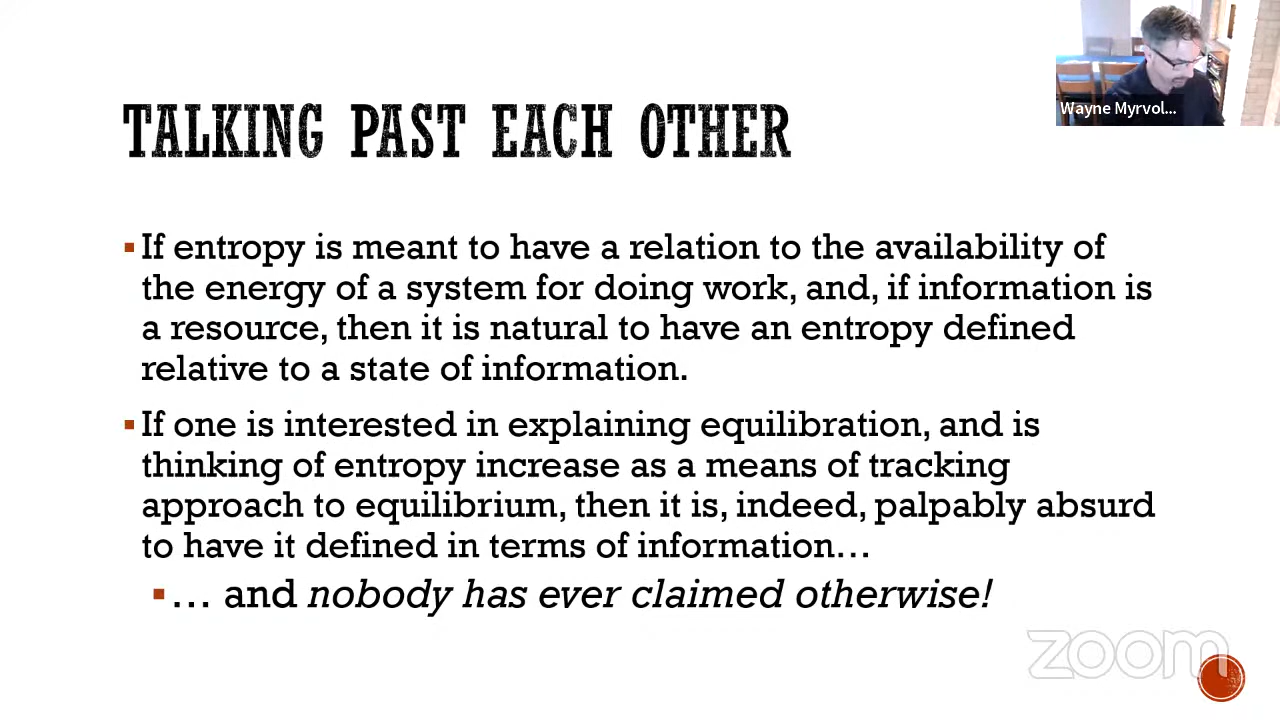 Wayne Myrvol...
TALKING PAST EACH OTHER
▪ If entropy is meant to have a relation to the availability of
the energy of a system for doing work, and, if information is
a resource, then it is natural to have an entropy defined
relative to a state of information.
▪ If one is interested in explaining equilibration, and is
thinking of entropy increase as a means of tracking
approach to equilibrium, then it is, indeed, palpably absurd
to have it defined in terms of information…
▪ … and nobody has ever claimed otherwise!
zoom